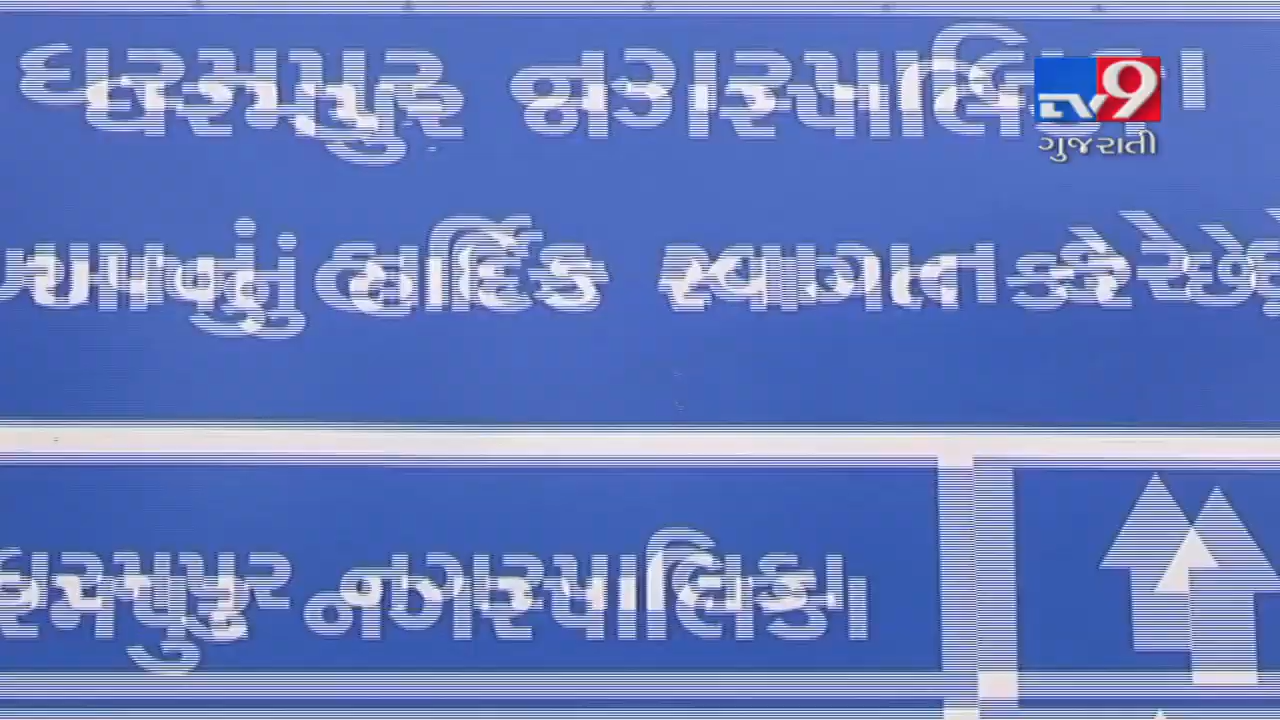 ધરમપુર નગરપાલિકા
આપનું હાર્દિક સ્વાગત કરે છે
ધરમપુર નગરપાલિકા
TV9
ગુજરાતી